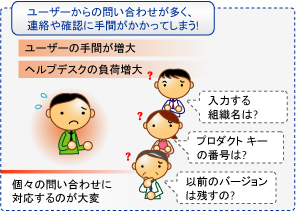 ユーザーからの問い合わせが多く、
連絡や確認に手間がかかってしまう!
ユーザーの手間が増大
ヘルプデスクの負荷増大
?
入力する
組織名は?
?
プロダクト キー
の番号は?
?
以前のバージョン
は残すの?
個々の問い合わせに
対応するのが大変